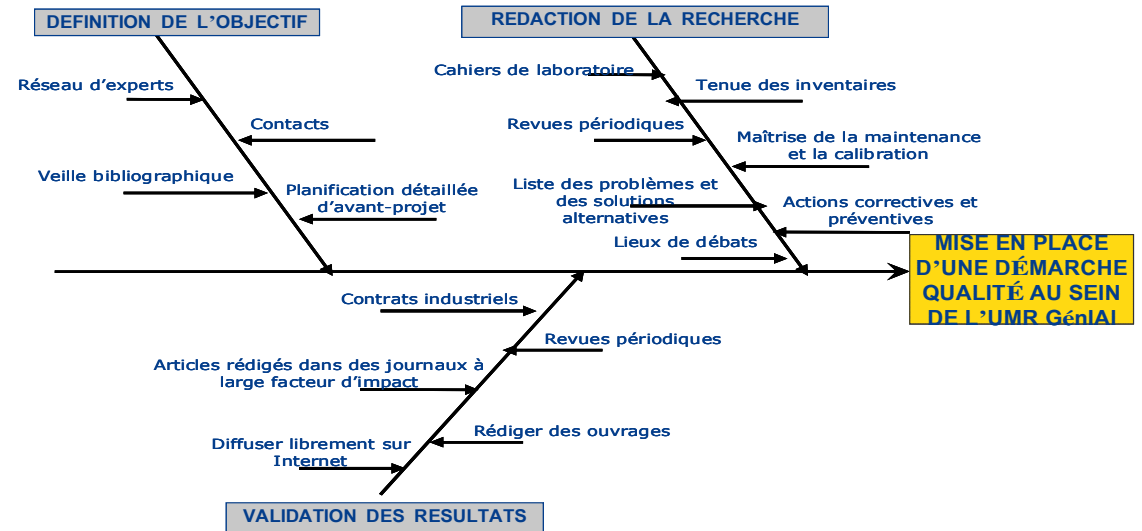 DEFINITION DE L'OBJECTIF
Réseau d'experts
Contacts
Veille bibliographique
Planification détaillée
d'avant-projet
REDACTION DE LA RECHERCHE
Cahiers de laboratoire
Tenue des inventaires
Revues périodiques
Maîtrise de la maintenance
et la calibration
Liste des problèmes et
des solutions
alternatives
Actions correctives et
préventives
Lieux de débats
MISE EN PLACE
D'UNE DÉMARCHE
QUALITÉ AU SEIN
DE L'UMR GénIAl
Contrats industriels
Revues périodiques
Articles rédigés dans des journaux à
large facteur d'impact
Rédiger des ouvrages
Diffuser librement sur
Internet
VALIDATION DES RESULTATS